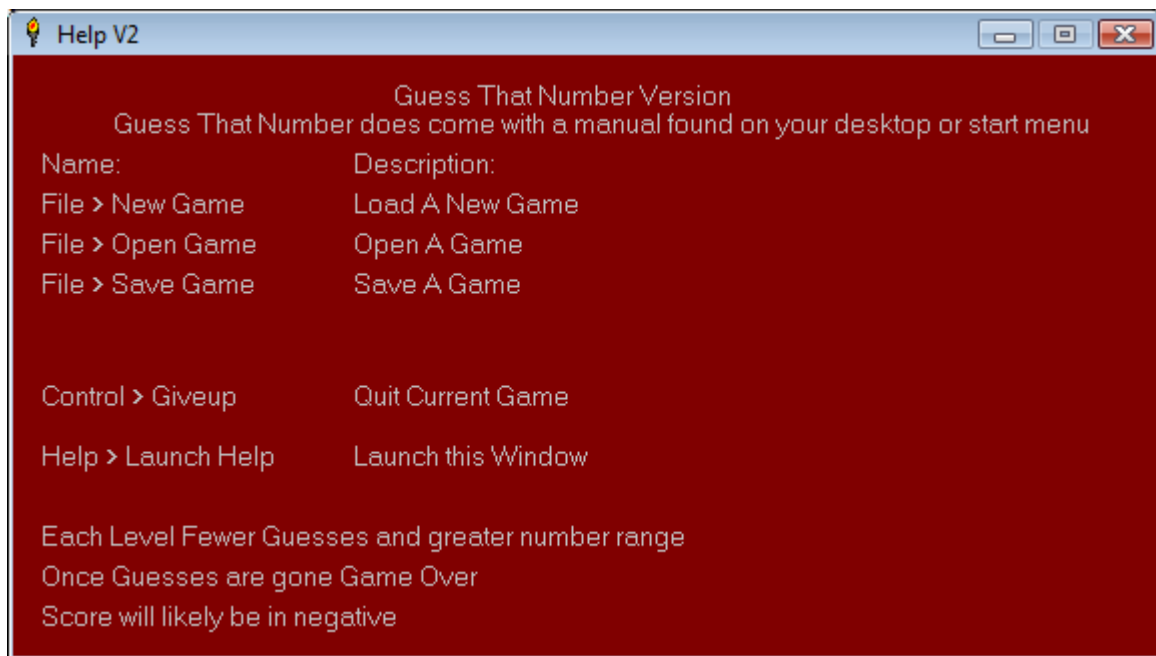 Help V2
Guess That Number Version
Guess That Number does come with a manual found on your desktop or start menu
Name: Description:
File > New Game Load A New Game
File > Open Game Open A Game
File > Save Game Save A Game
Control > Giveup Quit Current Game
Help > Launch Help Launch this Window
Each Level Fewer Guesses and greater number range
Once Guesses are gone Game Over
Score will likely be in negative